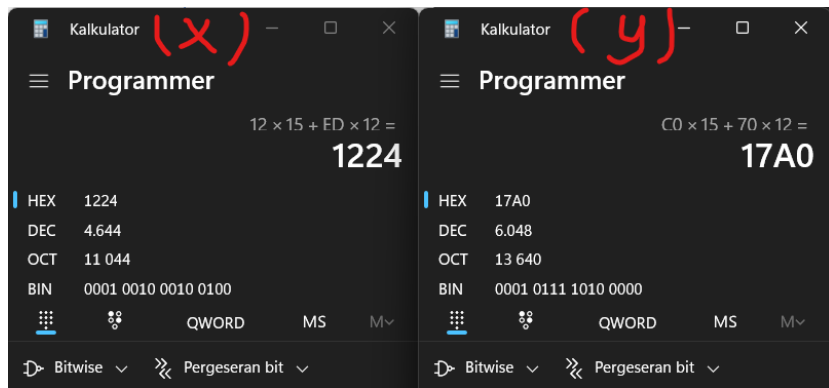 Kalkulator (x)
Programmer
12 × 15 + ED × 12 =
1224
HEX 1224
DEC 4.644
OCT 11 044
BIN 0001 0010 0010 0100
QWORD MS M
Bitwise Pergeseran bit
Kalkulator (y)
Programmer
C0 × 15 + 70 × 12 =
17A0
HEX 17A0
DEC 6.048
OCT 13 640
BIN 0001 0111 1010 0000
QWORD MS M
Bitwise Pergeseran bit